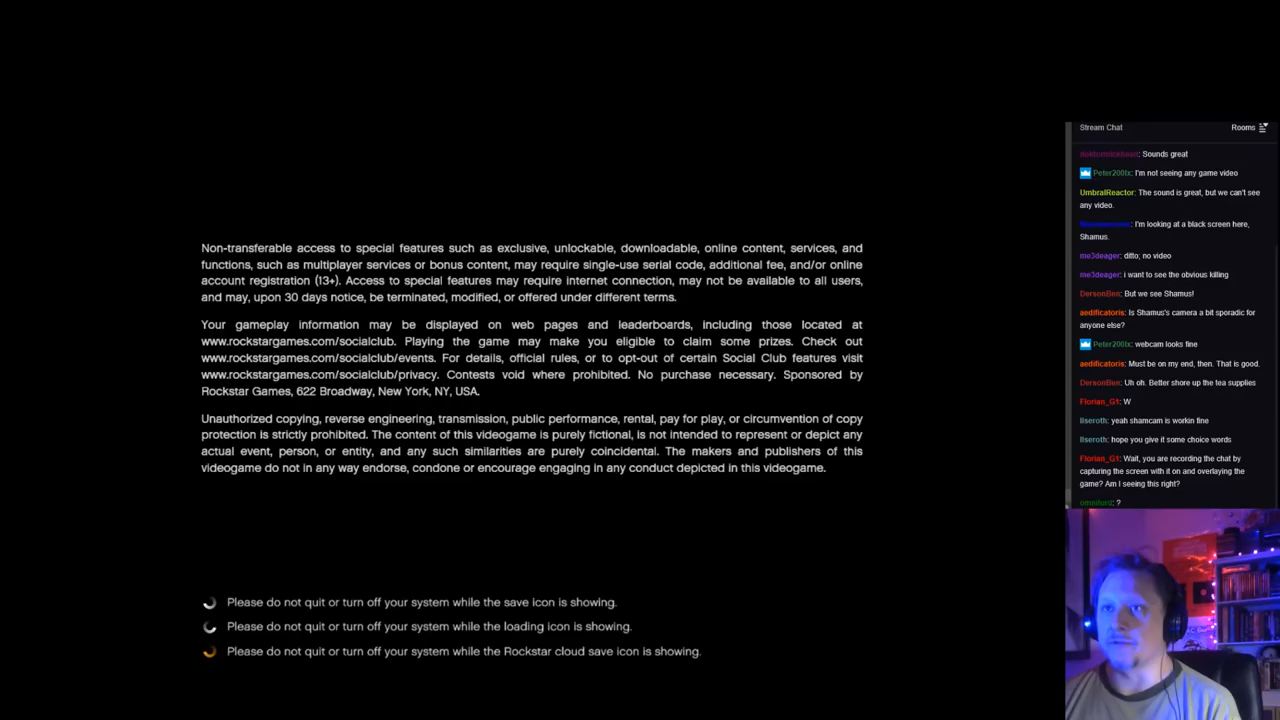 Non-transferable access to special features such as exclusive, unlockable, downloadable, online content, services, and
functions, such as multiplayer services or bonus content, may require single-use serial code, additional fee, and/or online
account registration (13+). Access to special features may require internet connection, may not be available to all users,
and may, upon 30 days notice, be terminated, modified, or offered under different terms.
Your gameplay information may be displayed on web pages and leaderboards, including those located at
www.rockstargames.com/socialclub. Playing the game may make you eligible to claim some prizes. Check out
www.rockstargames.com/socialclub/events. For details, official rules, or to opt-out of certain Social Club features visit
www.rockstargames.com/socialclub/privacy. Contests void where prohibited. No purchase necessary. Sponsored by
Rockstar Games, 622 Broadway, New York, NY, USA.
Unauthorized copying, reverse engineering, transmission, public performance, rental, pay for play, or circumvention of copy
protection is strictly prohibited. The content of this videogame is purely fictional, is not intended to represent or depict any
actual event, person, or entity, and any such similarities are purely coincidental. The makers and publishers of this
videogame do not in any way endorse, condone or encourage engaging in any conduct depicted in this videogame.
Please do not quit or turn off your system while the save icon is showing.
Please do not quit or turn off your system while the loading icon is showing.
Please do not quit or turn off your system while the Rockstar cloud save icon is showing.
Stream Chat Rooms
: Sounds great
Peter200lx: I'm not seeing any game video
UmbralReactor: The sound is great, but we can't see
any video.
: I'm looking at a black screen here,
Shamus.
me3deager: ditto; no video
me3deager: i want to see the obvious killing
DersonBen: But we see Shamus!
aedificatoris: Is Shamus's camera a bit sporadic for
anyone else?
Peter200lx: webcam looks fine
aedificatoris: Must be on my end, then. That is good.
DersonBen: Uh oh. Better shore up the tea supplies
Florian_G1: W
llseroth: yeah shamcam is workin fine
llseroth: hope you give it some choice words
Florian_G1: Wait, you are recording the chat by
capturing the screen with it on and overlaying the
game? Am I seeing this right?
: ?